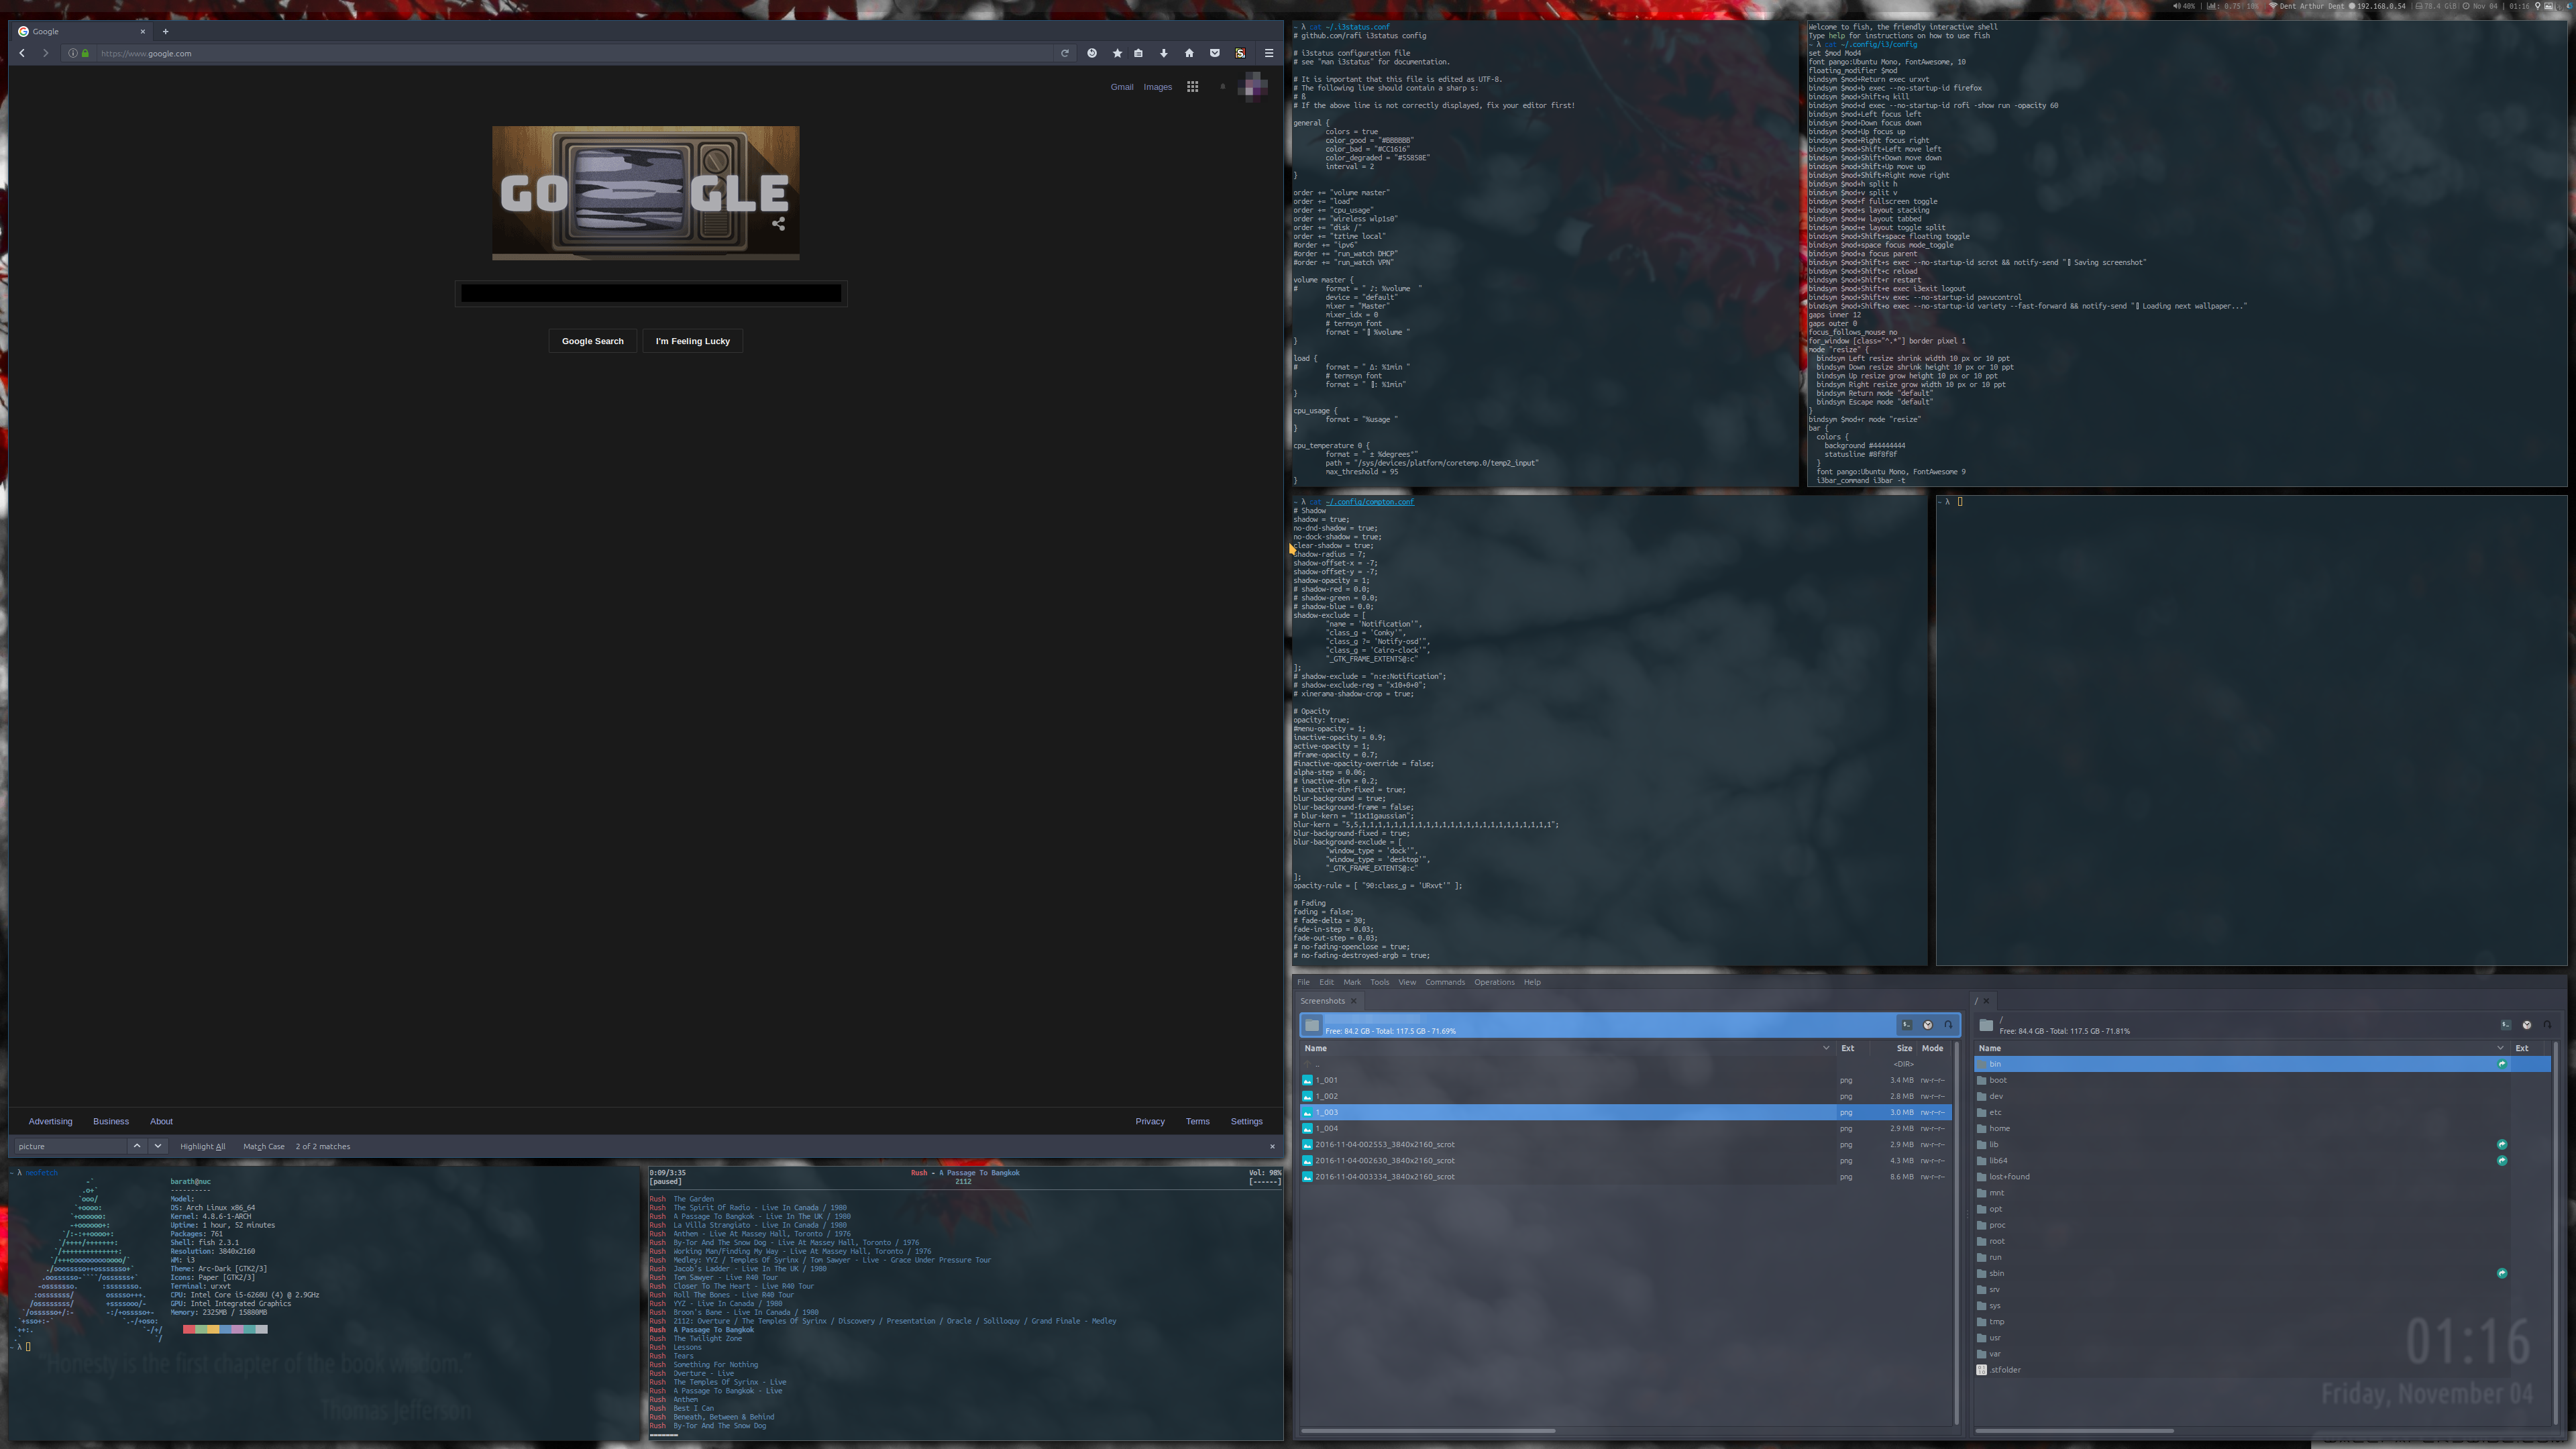 40% | 0.75 10% Dent Arthur Dent 192.168.0.54 | 78.4 GiB Nov 04 | 01:16
Google
https://www.google.com
Gmail Images
GO GLE
Google Search I'm Feeling Lucky
Advertising Business About Privacy Terms Settings
picture Highlight All Match Case 2 of 2 matches
~ λ cat ~/.i3status.conf
# github.com/rafi i3status config
# i3status configuration file
# see "man i3status" for documentation.
# It is important that this file is edited as UTF-8.
# The following line should contain a sharp s:
# ß
# If the above line is not correctly displayed, fix your editor first!
general {
colors = true
color_good = "#BBBBBB"
color_bad = "#CC1616"
color_degraded = "#55858E"
interval = 2
}
order += "volume master"
order += "load"
order += "cpu_usage"
order += "wireless wlp1s0"
order += "disk /"
order += "tztime local"
#order += "ipv6"
#order += "run_watch DHCP"
#order += "run_watch VPN"
volume master {
# format = " ♪: %volume  "
device = "default"
mixer = "Master"
mixer_idx = 0
# termsyn font
format = " %volume "
}
load {
# format = " Δ: %1min "
# termsyn font
format = " : %1min"
}
cpu_usage {
format = "%usage "
}
cpu_temperature 0 {
format = " ± %degrees°"
path = "/sys/devices/platform/coretemp.0/temp2_input"
max_threshold = 95
}
Welcome to fish, the friendly interactive shell
Type help for instructions on how to use fish
~ λ cat ~/.config/i3/config
set $mod Mod4
font pango:Ubuntu Mono, FontAwesome, 10
floating_modifier $mod
bindsym $mod+Return exec urxvt
bindsym $mod+b exec --no-startup-id firefox
bindsym $mod+Shift+q kill
bindsym $mod+d exec --no-startup-id rofi -show run -opacity 60
bindsym $mod+Left focus left
bindsym $mod+Down focus down
bindsym $mod+Up focus up
bindsym $mod+Right focus right
bindsym $mod+Shift+Left move left
bindsym $mod+Shift+Down move down
bindsym $mod+Shift+Up move up
bindsym $mod+Shift+Right move right
bindsym $mod+h split h
bindsym $mod+v split v
bindsym $mod+f fullscreen toggle
bindsym $mod+s layout stacking
bindsym $mod+w layout tabbed
bindsym $mod+e layout toggle split
bindsym $mod+Shift+space floating toggle
bindsym $mod+space focus mode_toggle
bindsym $mod+a focus parent
bindsym $mod+Shift+s exec --no-startup-id scrot && notify-send " Saving screenshot"
bindsym $mod+Shift+c reload
bindsym $mod+Shift+r restart
bindsym $mod+Shift+e exec i3exit logout
bindsym $mod+Shift+v exec --no-startup-id pavucontrol
bindsym $mod+Shift+o exec --no-startup-id variety --fast-forward && notify-send " Loading next wallpaper..."
gaps inner 12
gaps outer 0
focus_follows_mouse no
for_window [class="^.*"] border pixel 1
mode "resize" {
bindsym Left resize shrink width 10 px or 10 ppt
bindsym Down resize shrink height 10 px or 10 ppt
bindsym Up resize grow height 10 px or 10 ppt
bindsym Right resize grow width 10 px or 10 ppt
bindsym Return mode "default"
bindsym Escape mode "default"
}
bindsym $mod+r mode "resize"
bar {
colors {
background #44444444
statusline #8f8f8f
}
font pango:Ubuntu Mono, FontAwesome 9
i3bar_command i3bar -t
~ λ cat ~/.config/compton.conf
# Shadow
shadow = true;
no-dnd-shadow = true;
no-dock-shadow = true;
clear-shadow = true;
shadow-radius = 7;
shadow-offset-x = -7;
shadow-offset-y = -7;
shadow-opacity = 1;
# shadow-red = 0.0;
# shadow-green = 0.0;
# shadow-blue = 0.0;
shadow-exclude = [
"name = 'Notification'",
"class_g = 'Conky'",
"class_g ?= 'Notify-osd'",
"class_g = 'Cairo-clock'",
"_GTK_FRAME_EXTENTS@:c"
];
# shadow-exclude = "n:e:Notification";
# shadow-exclude-reg = "x10+0+0";
# xinerama-shadow-crop = true;
# Opacity
opacity: true;
#menu-opacity = 1;
inactive-opacity = 0.9;
active-opacity = 1;
#frame-opacity = 0.7;
#inactive-opacity-override = false;
alpha-step = 0.06;
# inactive-dim = 0.2;
# inactive-dim-fixed = true;
blur-background = true;
blur-background-frame = false;
# blur-kern = "11x11gaussian";
blur-kern = "5,5,1,1,1,1,1,1,1,1,1,1,1,1,1,1,1,1,1,1,1,1,1,1,1,1";
blur-background-fixed = true;
blur-background-exclude = [
"window_type = 'dock'",
"window_type = 'desktop'",
"_GTK_FRAME_EXTENTS@:c"
];
opacity-rule = [ "90:class_g = 'URxvt'" ];
# Fading
fading = false;
# fade-delta = 30;
fade-in-step = 0.03;
fade-out-step = 0.03;
# no-fading-openclose = true;
# no-fading-destroyed-argb = true;
~ λ
File Edit Mark Tools View Commands Operations Help
Screenshots
Free: 84.2 GB - Total: 117.5 GB - 71.69%
Name Ext Size Mode
.. <DIR>
1_001 png 3.4 MB rw-r--r--
1_002 png 2.8 MB rw-r--r--
1_003 png 3.0 MB rw-r--r--
1_004 png 2.9 MB rw-r--r--
2016-11-04-002553_3840x2160_scrot png 2.9 MB rw-r--r--
2016-11-04-002630_3840x2160_scrot png 4.3 MB rw-r--r--
2016-11-04-003334_3840x2160_scrot png 8.6 MB rw-r--r--
/
/
Free: 84.4 GB - Total: 117.5 GB - 71.81%
Name Ext
bin
boot
dev
etc
home
lib
lib64
lost+found
mnt
opt
proc
root
run
sbin
srv
sys
tmp
usr
var
.stfolder
01:16
Friday, November 04
~ λ neofetch
barath@nuc
----------
Model:
OS: Arch Linux x86_64
Kernel: 4.8.6-1-ARCH
Uptime: 1 hour, 52 minutes
Packages: 761
Shell: fish 2.3.1
Resolution: 3840x2160
WM: i3
Theme: Arc-Dark [GTK2/3]
Icons: Paper [GTK2/3]
Terminal: urxvt
CPU: Intel Core i5-6260U (4) @ 2.9GHz
GPU: Intel Integrated Graphics
Memory: 2325MB / 15880MB
~ λ
"Honesty is the first chapter of the book wisdom."
Thomas Jefferson
0:09/3:35 Rush - A Passage To Bangkok Vol: 98%
[paused] 2112 [------]
Rush The Garden
Rush The Spirit Of Radio - Live In Canada / 1980
Rush A Passage To Bangkok - Live In The UK / 1980
Rush La Villa Strangiato - Live In Canada / 1980
Rush Anthem - Live At Massey Hall, Toronto / 1976
Rush By-Tor And The Snow Dog - Live At Massey Hall, Toronto / 1976
Rush Working Man/Finding My Way - Live At Massey Hall, Toronto / 1976
Rush Medley: YYZ / Temples Of Syrinx / Tom Sawyer - Live - Grace Under Pressure Tour
Rush Jacob's Ladder - Live In The UK / 1980
Rush Tom Sawyer - Live R40 Tour
Rush Closer To The Heart - Live R40 Tour
Rush Roll The Bones - Live R40 Tour
Rush YYZ - Live In Canada / 1980
Rush Broon's Bane - Live In Canada / 1980
Rush 2112: Overture / The Temples Of Syrinx / Discovery / Presentation / Oracle / Soliloquy / Grand Finale - Medley
Rush A Passage To Bangkok
Rush The Twilight Zone
Rush Lessons
Rush Tears
Rush Something For Nothing
Rush Overture - Live
Rush The Temples Of Syrinx - Live
Rush A Passage To Bangkok - Live
Rush Anthem
Rush Best I Can
Rush Beneath, Between & Behind
Rush By-Tor And The Snow Dog